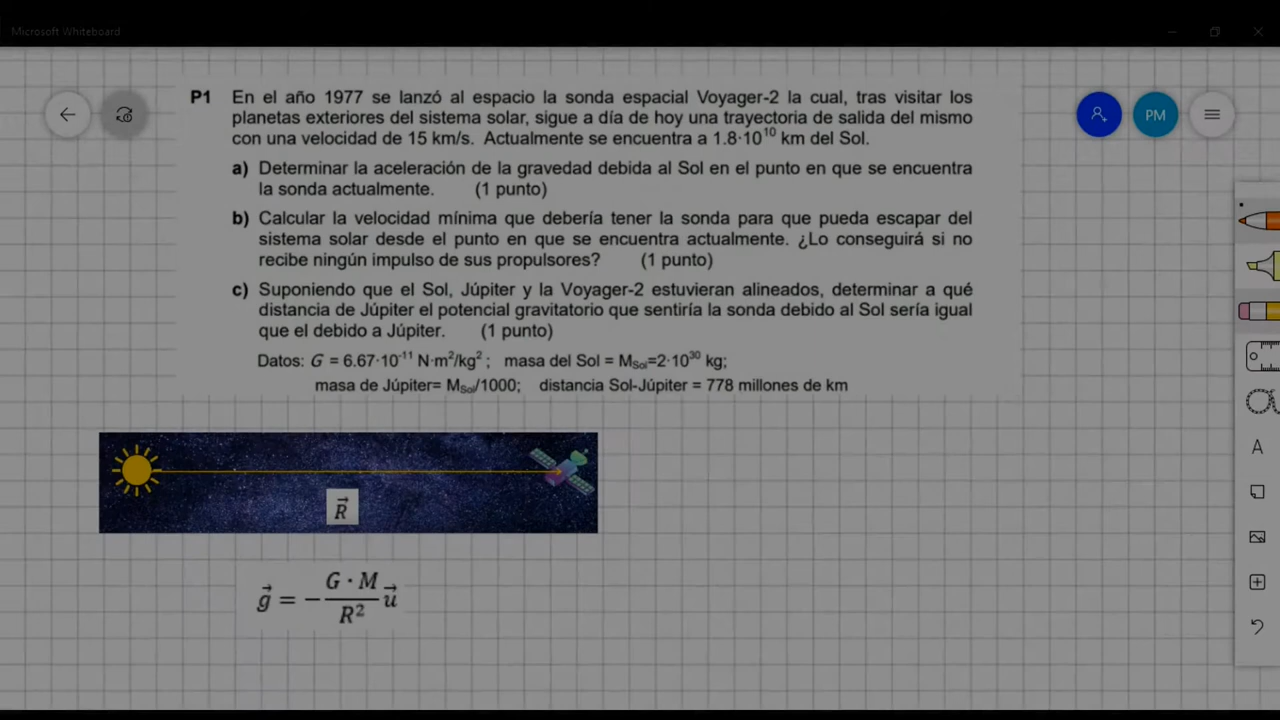 Microsoft Whiteboard
PM
P1 En el año 1977 se lanzó al espacio la sonda espacial Voyager-2 la cual, tras visitar los
planetas exteriores del sistema solar, sigue a día de hoy una trayectoria de salida del mismo
con una velocidad de 15 km/s. Actualmente se encuentra a 1.8·10¹⁰ km del Sol.
a) Determinar la aceleración de la gravedad debida al Sol en el punto en que se encuentra
la sonda actualmente. (1 punto)
b) Calcular la velocidad mínima que debería tener la sonda para que pueda escapar del
sistema solar desde el punto en que se encuentra actualmente. ¿Lo conseguirá si no
recibe ningún impulso de sus propulsores? (1 punto)
c) Suponiendo que el Sol, Júpiter y la Voyager-2 estuvieran alineados, determinar a qué
distancia de Júpiter el potencial gravitatorio que sentiría la sonda debido al Sol sería igual
que el debido a Júpiter. (1 punto)
Datos: G = 6.67·10⁻¹¹ N·m²/kg² ; masa del Sol = M_Sol=2·10³⁰ kg;
masa de Júpiter= M_Sol/1000; distancia Sol-Júpiter = 778 millones de km
R⃗
g⃗ = − G · M / R² u⃗
A